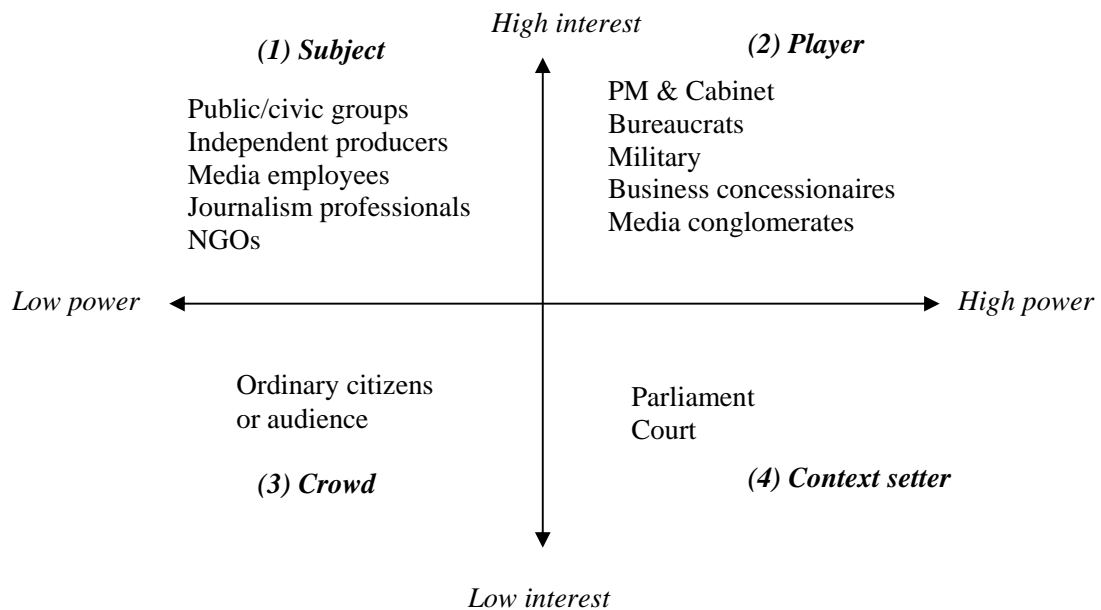 High interest
(1) Subject
(2) Player
Public/civic groups
Independent producers
Media employees
Journalism professionals
NGOs
PM & Cabinet
Bureaucrats
Military
Business concessionaires
Media conglomerates
Low power
High power
Ordinary citizens
or audience
(3) Crowd
Parliament
Court
(4) Context setter
Low interest